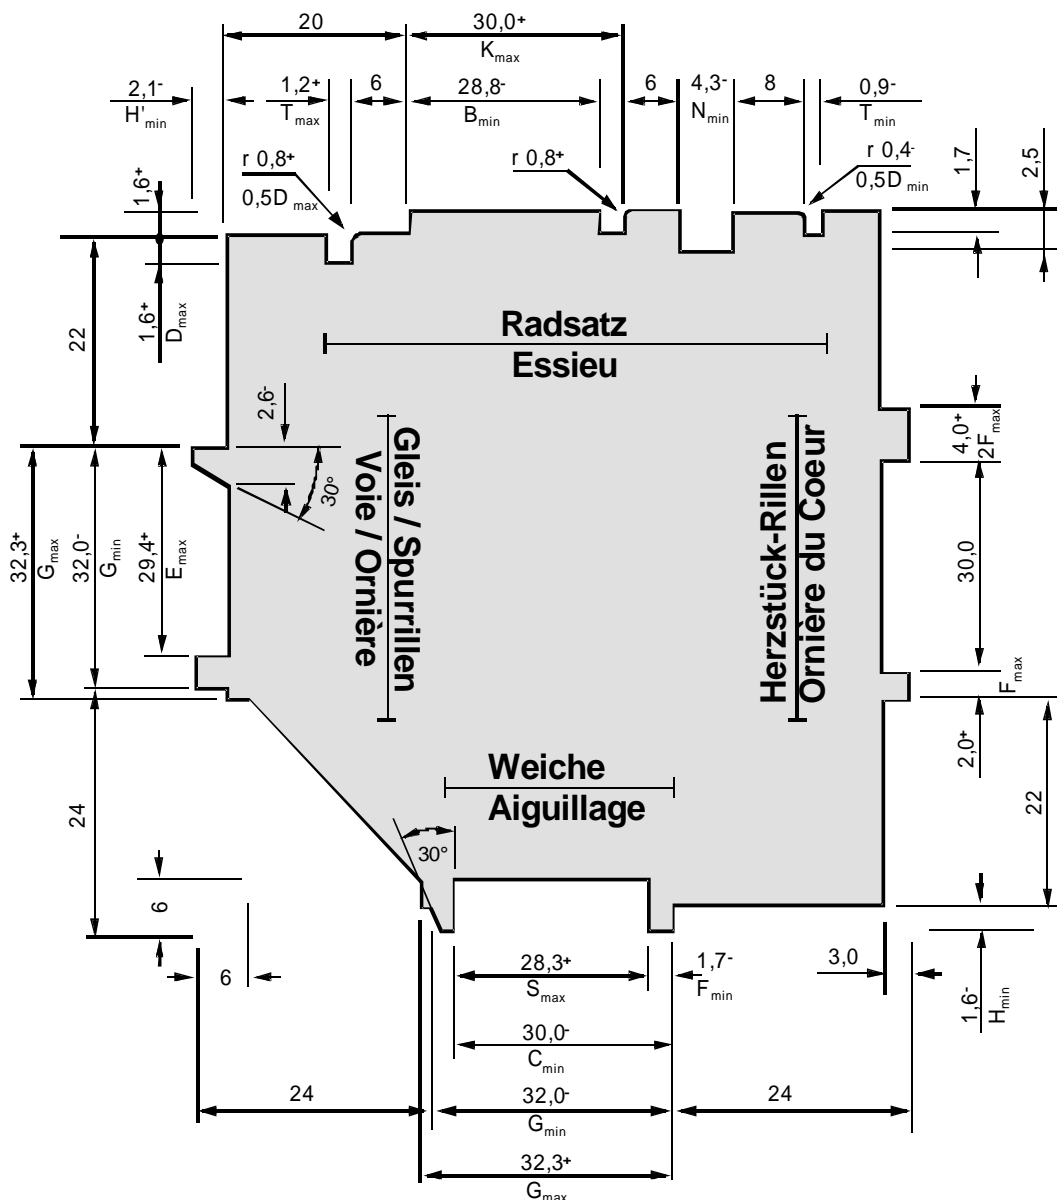 20
30,0+
Kmax
2,1-
H'min
1,2+
Tmax
6
28,8-
Bmin
6
4,3-
Nmin
8
0,9-
Tmin
r 0,8+
0,5D max
r 0,8+
r 0,4-
0,5D min
1,7
2,5
1,6+
1,6+
Dmax
22
Radsatz
Essieu
2,6-
30°
Gleis / Spurrillen
Voie / Ornière
Herzstück-Rillen
Ornière du Coeur
4,0+
2Fmax
32,3+
Gmax
32,0-
Gmin
29,4+
Emax
30,0
Fmax
2,0+
24
22
Weiche
Aiguillage
30°
6
6
28,3+
Smax
1,7-
Fmin
3,0
1,6-
Hmin
30,0-
Cmin
24
32,0-
Gmin
24
32,3+
Gmax